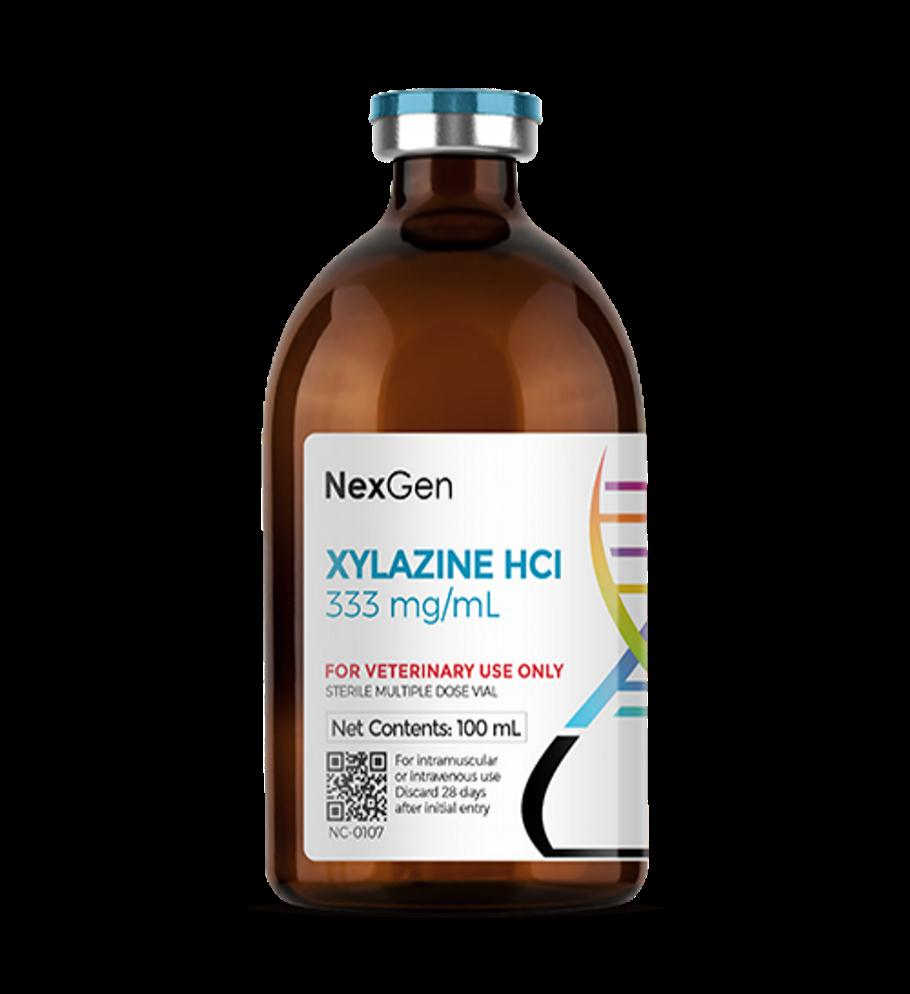 NexGen
XYLAZINE HCl
333 mg/mL
FOR VETERINARY USE ONLY
STERILE MULTIPLE DOSE VIAL
Net Contents: 100 mL
For intramuscular
or intravenous use
Discard 28 days
after initial entry
NC-0107